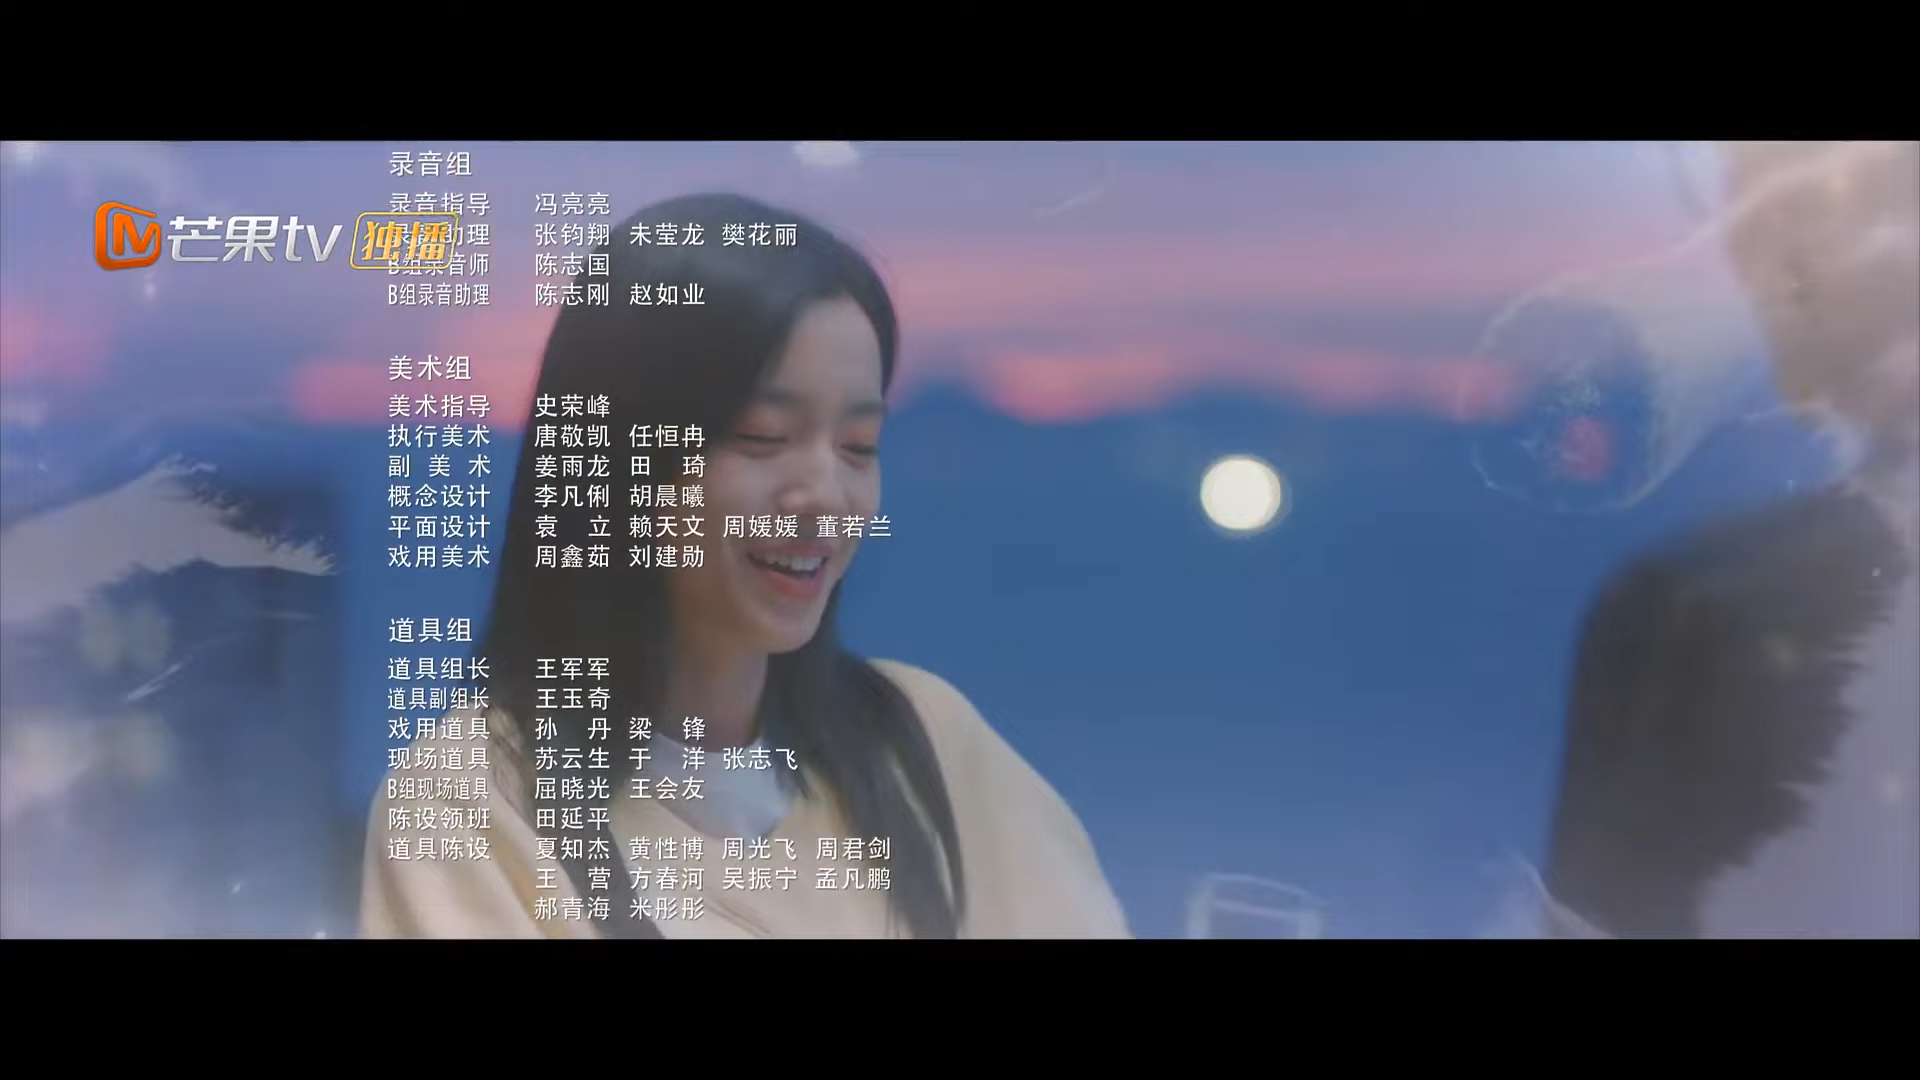 录音组
录音指导 冯亮亮
芒果tv 独播
录音助理 张钧翔 未莹龙 樊花丽
B组录音师 陈志国
B组录音助理 陈志刚 赵如业
美术组
美术指导 史荣峰
执行美术 唐敬凯 任恒冉
副 美 术 姜雨龙 田 琦
概念设计 李凡俐 胡晨曦
平面设计 袁 立 赖天文 周媛媛 董若兰
戏用美术 周鑫茹 刘建勋
道具组
道具组长 王军军
道具副组长 王玉奇
戏用道具 孙 丹 梁 锋
现场道具 苏云生 于 洋 张志飞
B组现场道具 屈晓光 王会友
陈设领班 田延平
道具陈设 夏知杰 黄性博 周光飞 周君剑
王 营 方春河 吴振宁 孟凡鹏
郝青海 米彤彤